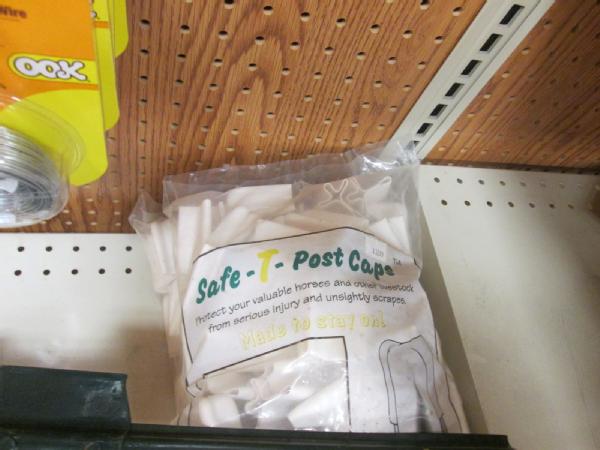 Wire
OOK
Safe-T-Post Caps
Protect your valuable horses and other livestock
from serious injury and unsightly scrapes.
Made to stay on!